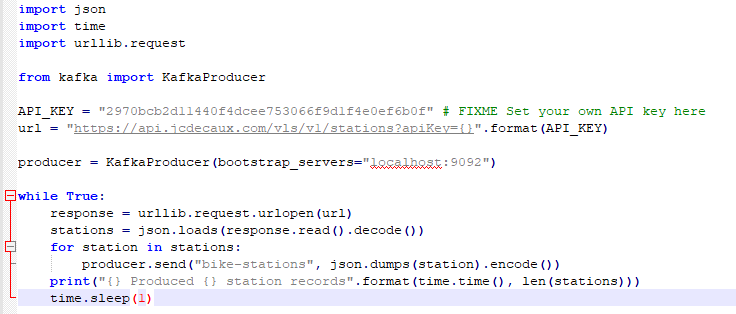 import json
import time
import urllib.request
from kafka import KafkaProducer
API_KEY = "2970bcb2d11440f4dcee753066f9d1f4e0ef6b0f" # FIXME Set your own API key here
url = "https://api.jcdecaux.com/vls/v1/stations?apiKey={}".format(API_KEY)
producer = KafkaProducer(bootstrap_servers="localhost:9092")
while True:
    response = urllib.request.urlopen(url)
    stations = json.loads(response.read().decode())
    for station in stations:
        producer.send("bike-stations", json.dumps(station).encode())
    print("{} Produced {} station records".format(time.time(), len(stations)))
    time.sleep(1)